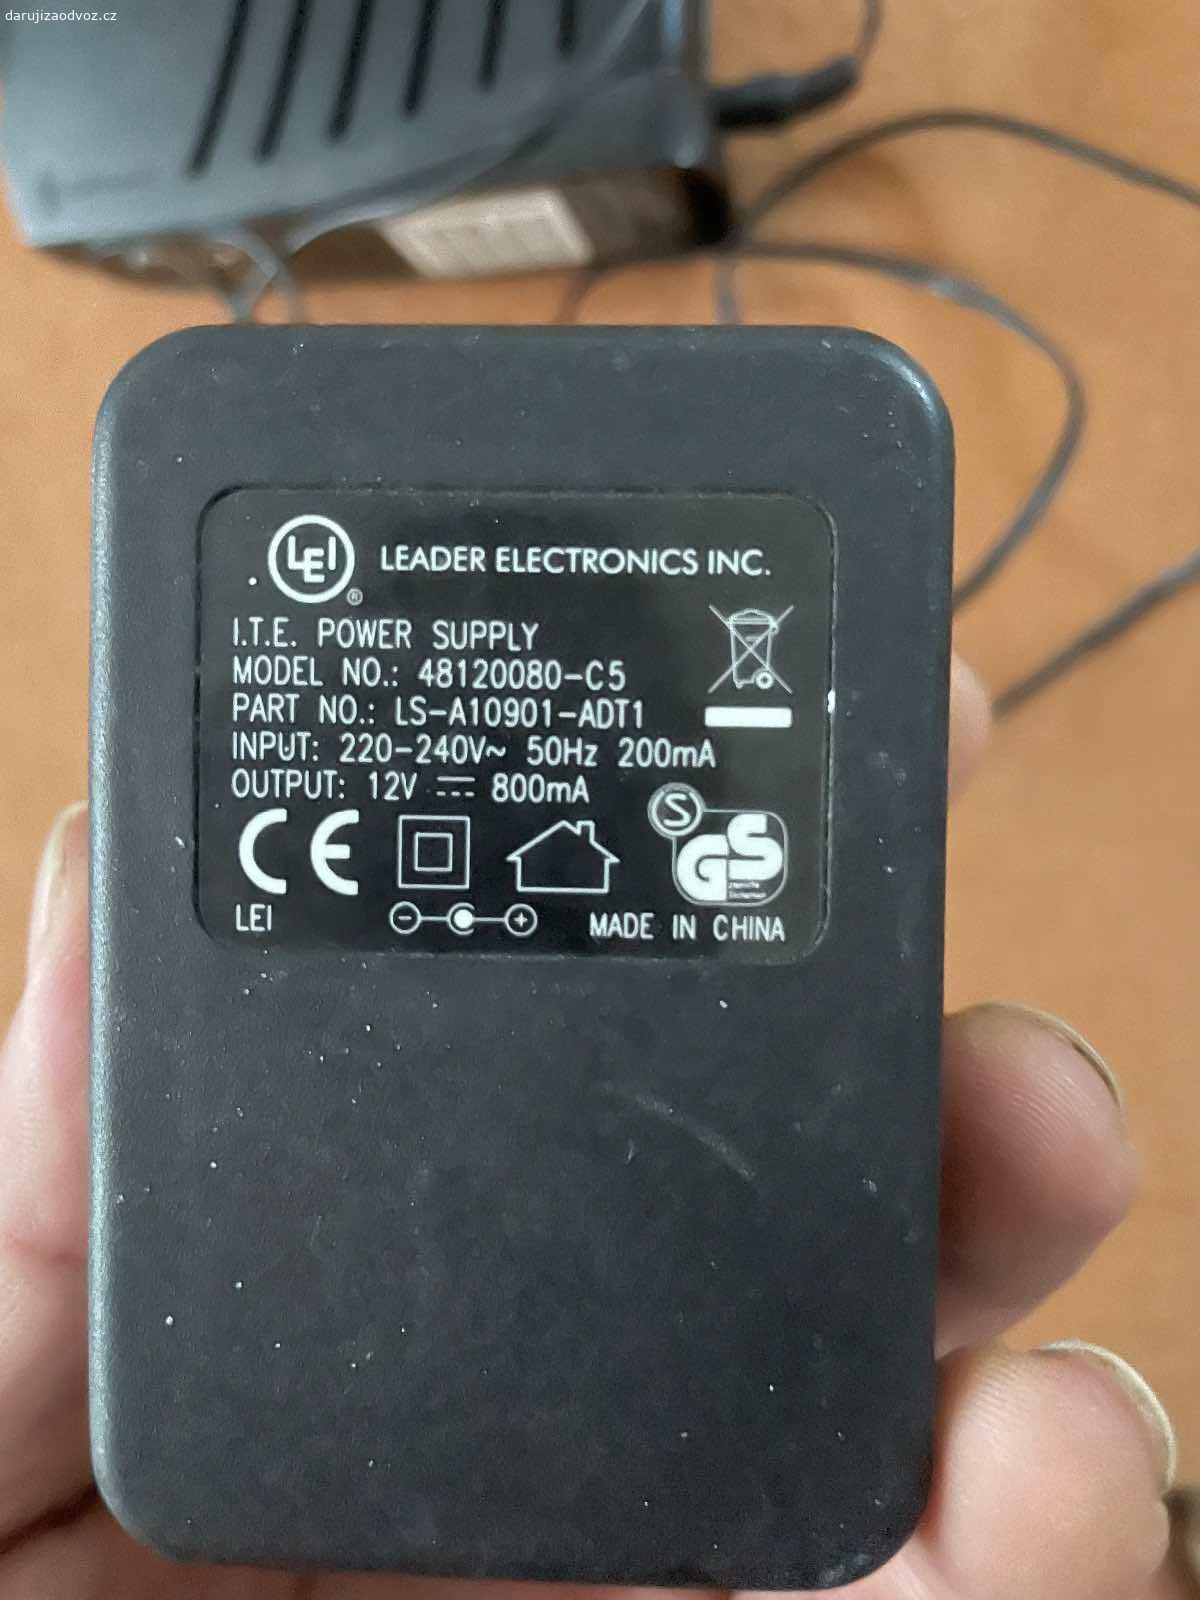 darujizaodvoz.cz
LEI ® LEADER ELECTRONICS INC.
I.T.E. POWER SUPPLY
MODEL NO.: 48120080-C5
PART NO.: LS-A10901-ADT1
INPUT: 220-240V~ 50Hz 200mA
OUTPUT: 12V ⎓ 800mA
CE S GS
LEI - + MADE IN CHINA